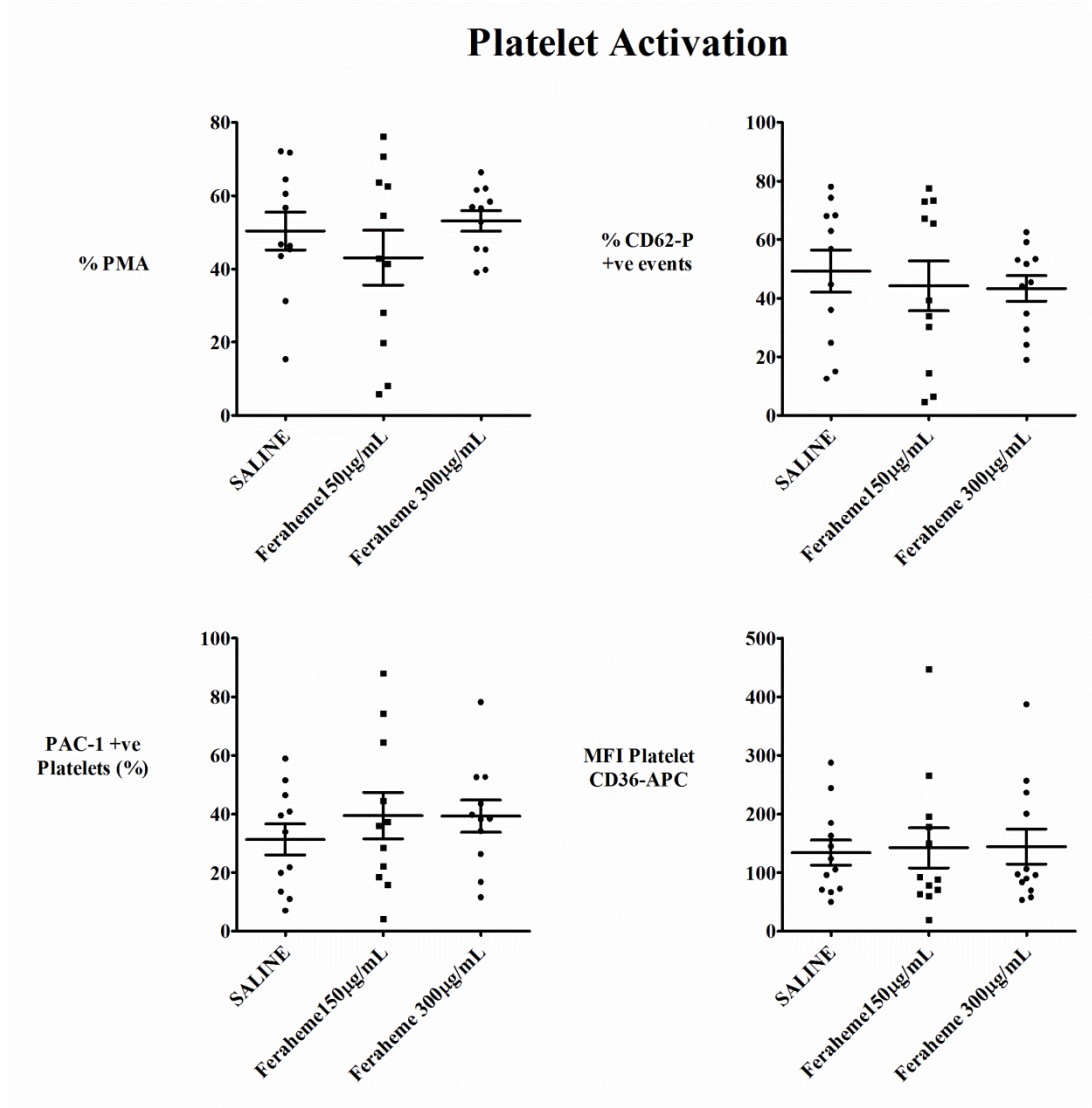 Platelet Activation
% PMA
80
60
40
20
0
SALINE
Feraheme150µg/mL
Feraheme 300µg/mL
% CD62-P
+ve events
100
80
60
40
20
0
SALINE
Feraheme150µg/mL
Feraheme 300µg/mL
PAC-1 +ve
Platelets (%)
100
80
60
40
20
0
SALINE
Feraheme150µg/mL
Feraheme 300µg/mL
MFI Platelet
CD36-APC
500
400
300
200
100
0
SALINE
Feraheme150µg/mL
Feraheme 300µg/mL